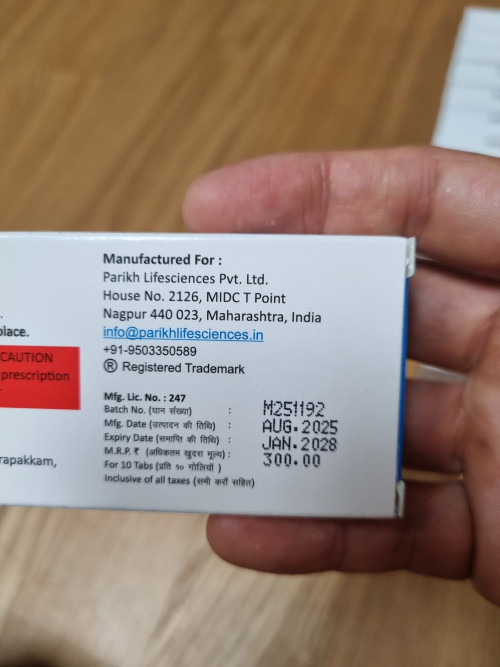 Manufactured For :
Parikh Lifesciences Pvt. Ltd.
House No. 2126, MIDC T Point
Nagpur 440 023, Maharashtra, India
info@parikhlifesciences.in
+91-9503350589
® Registered Trademark
place.
CAUTION
prescription
rapakkam,
Mfg. Lic. No. : 247
Batch No. (घान संख्या) : M251192
Mfg. Date (उत्पादन की तिथि) : AUG.2025
Expiry Date (समाप्ति की तिथि) : JAN.2028
M.R.P. ₹ (अधिकतम खुदरा मूल्य) : 300.00
For 10 Tabs (प्रति १० गोलियाँ )
Inclusive of all taxes (सभी करों सहित)